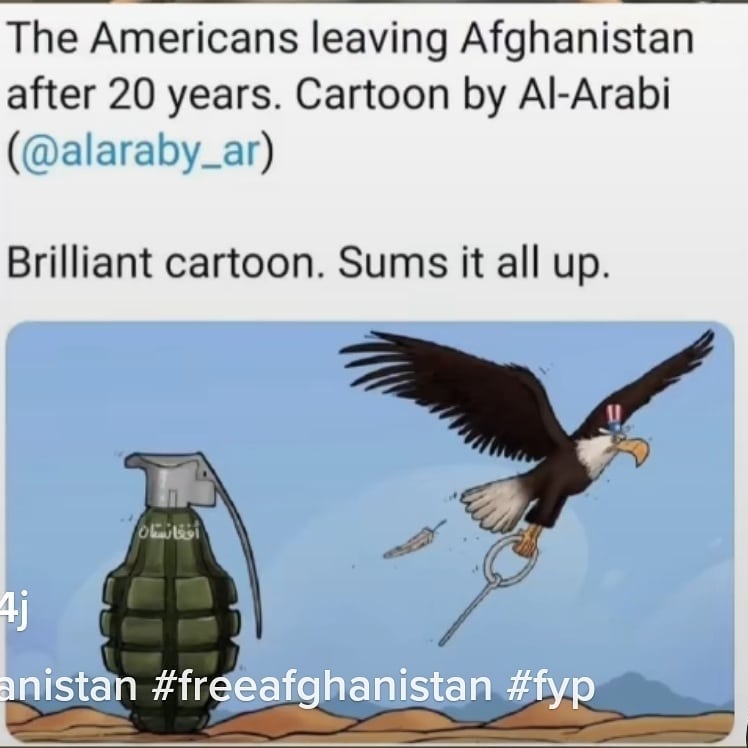 The Americans leaving Afghanistan
after 20 years. Cartoon by Al-Arabi
(@alaraby_ar)
Brilliant cartoon. Sums it all up.
أفغانستان
4j
anistan #freeafghanistan #fyp